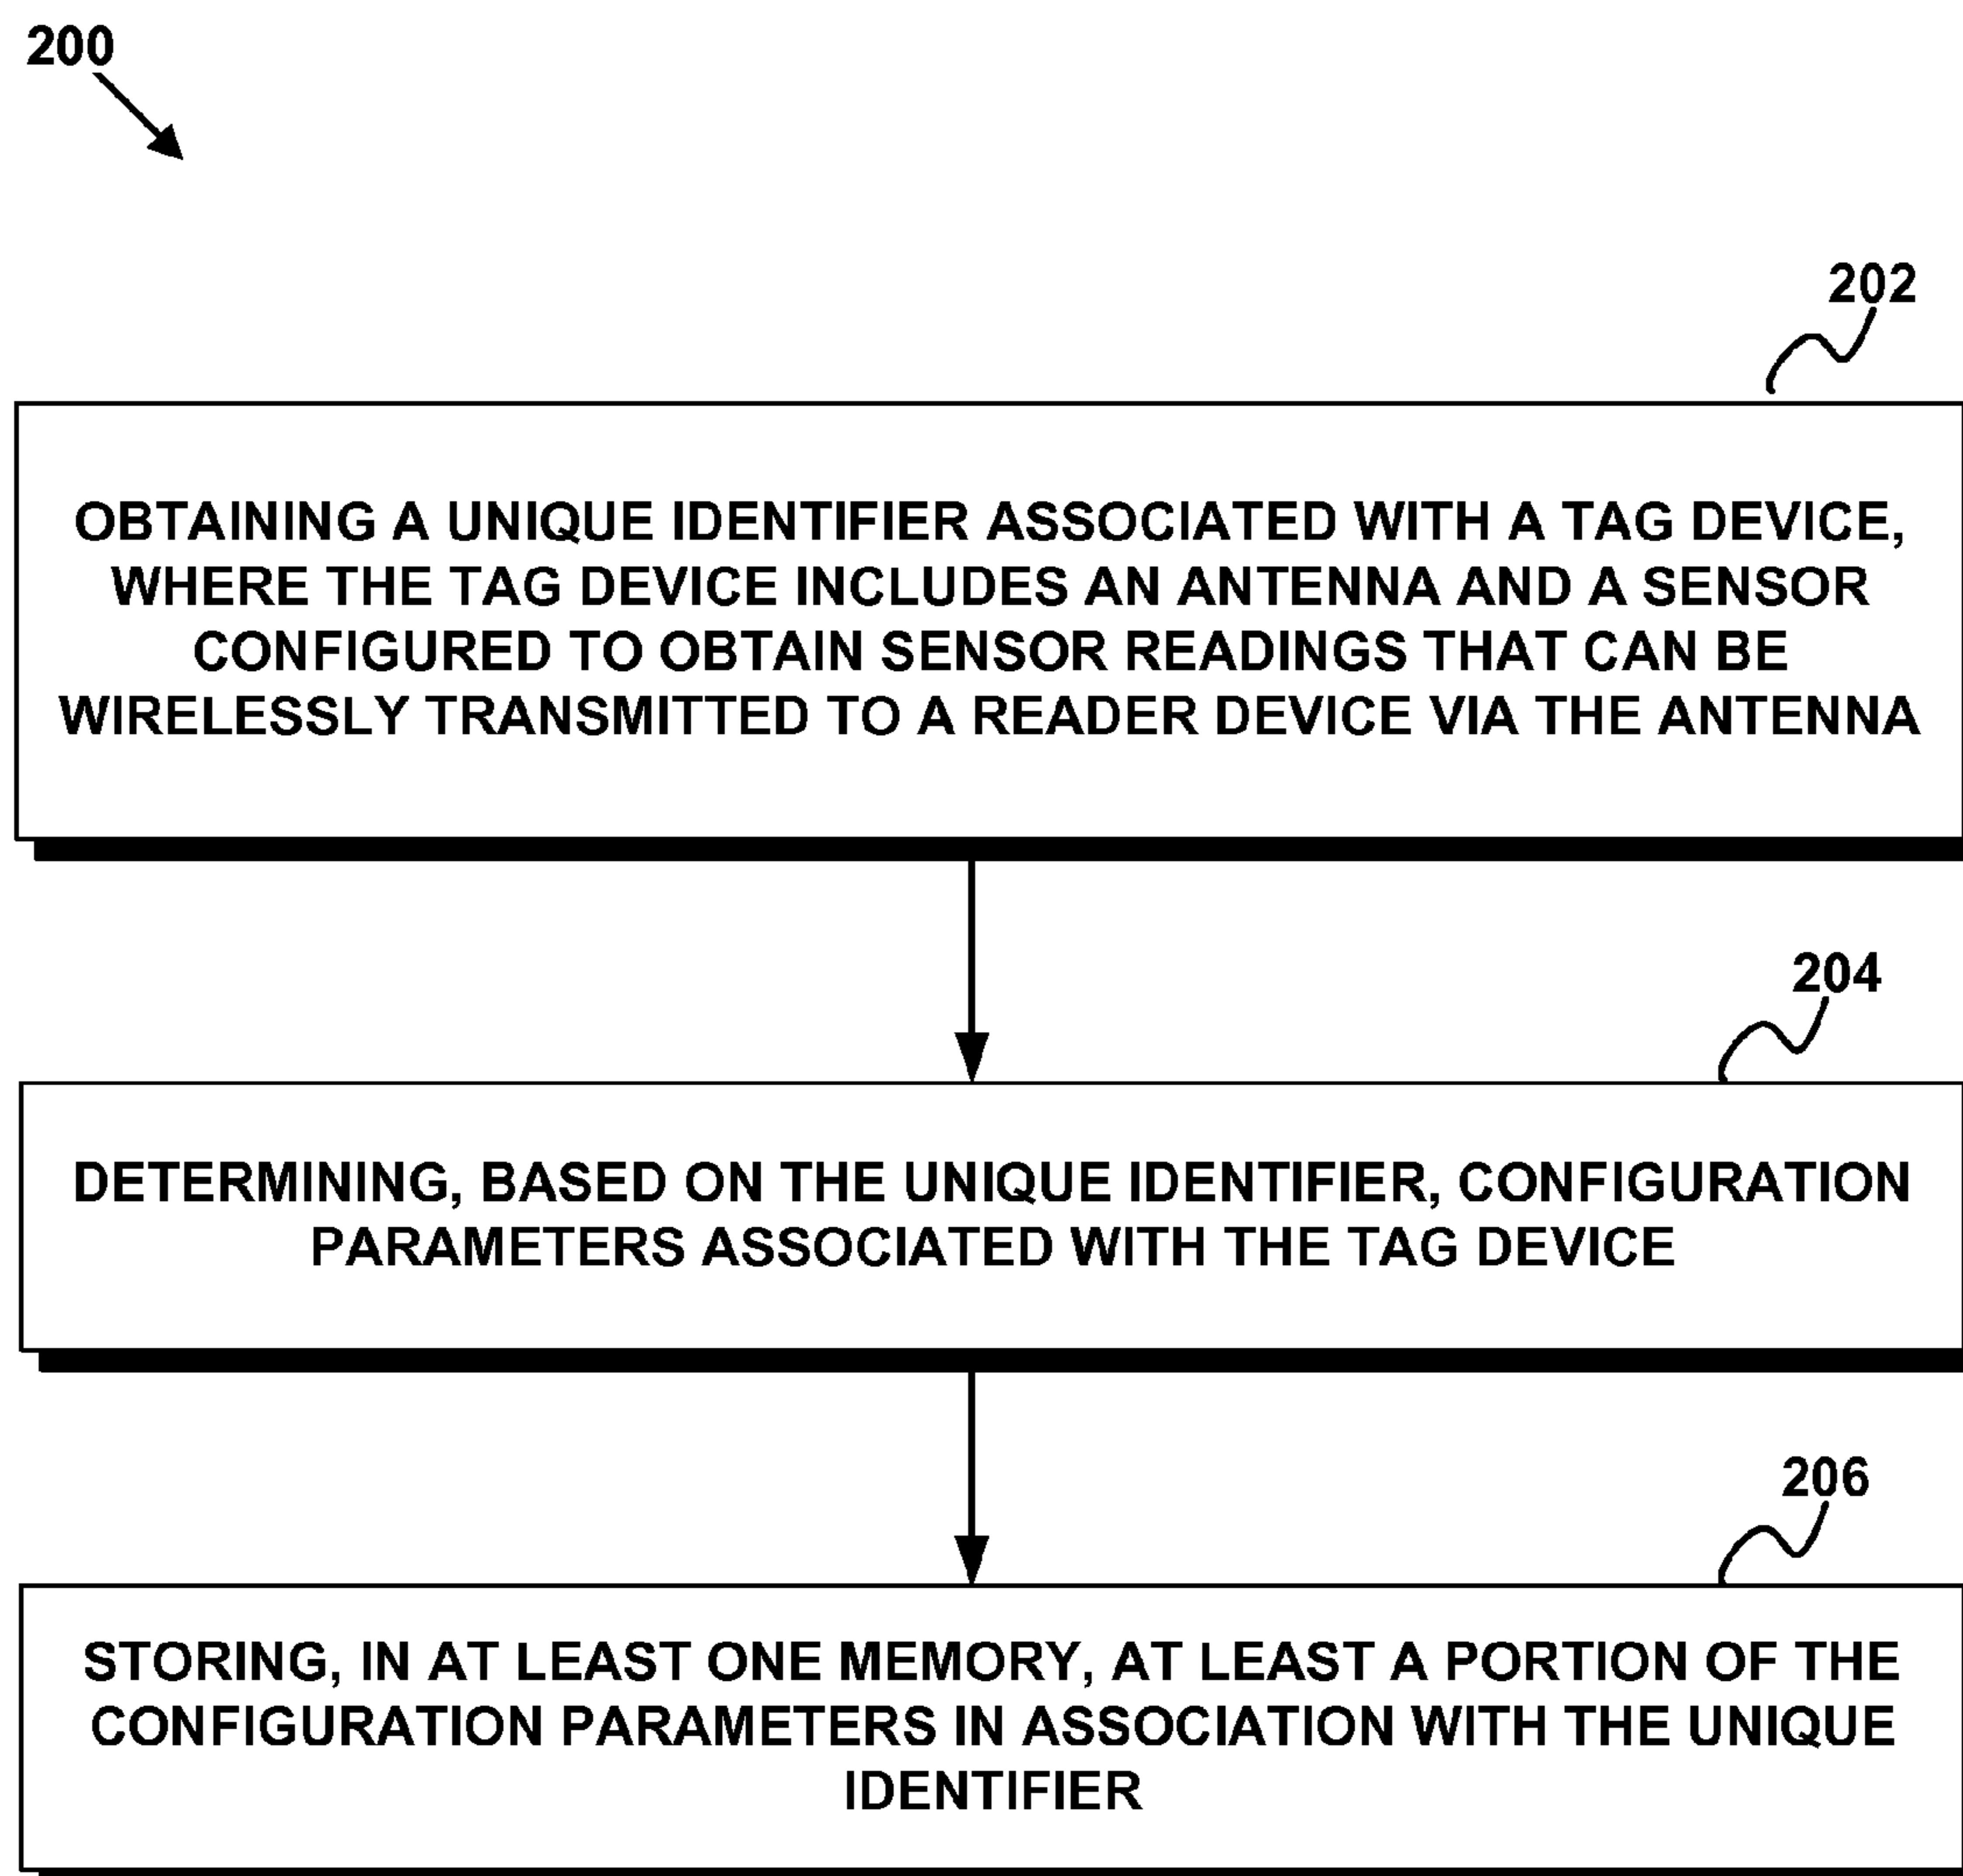 200
202
OBTAINING A UNIQUE IDENTIFIER ASSOCIATED WITH A TAG DEVICE,
WHERE THE TAG DEVICE INCLUDES AN ANTENNA AND A SENSOR
CONFIGURED TO OBTAIN SENSOR READINGS THAT CAN BE
WIRELESSLY TRANSMITTED TO A READER DEVICE VIA THE ANTENNA
204
DETERMINING, BASED ON THE UNIQUE IDENTIFIER, CONFIGURATION
PARAMETERS ASSOCIATED WITH THE TAG DEVICE
206
STORING, IN AT LEAST ONE MEMORY, AT LEAST A PORTION OF THE
CONFIGURATION PARAMETERS IN ASSOCIATION WITH THE UNIQUE
IDENTIFIER